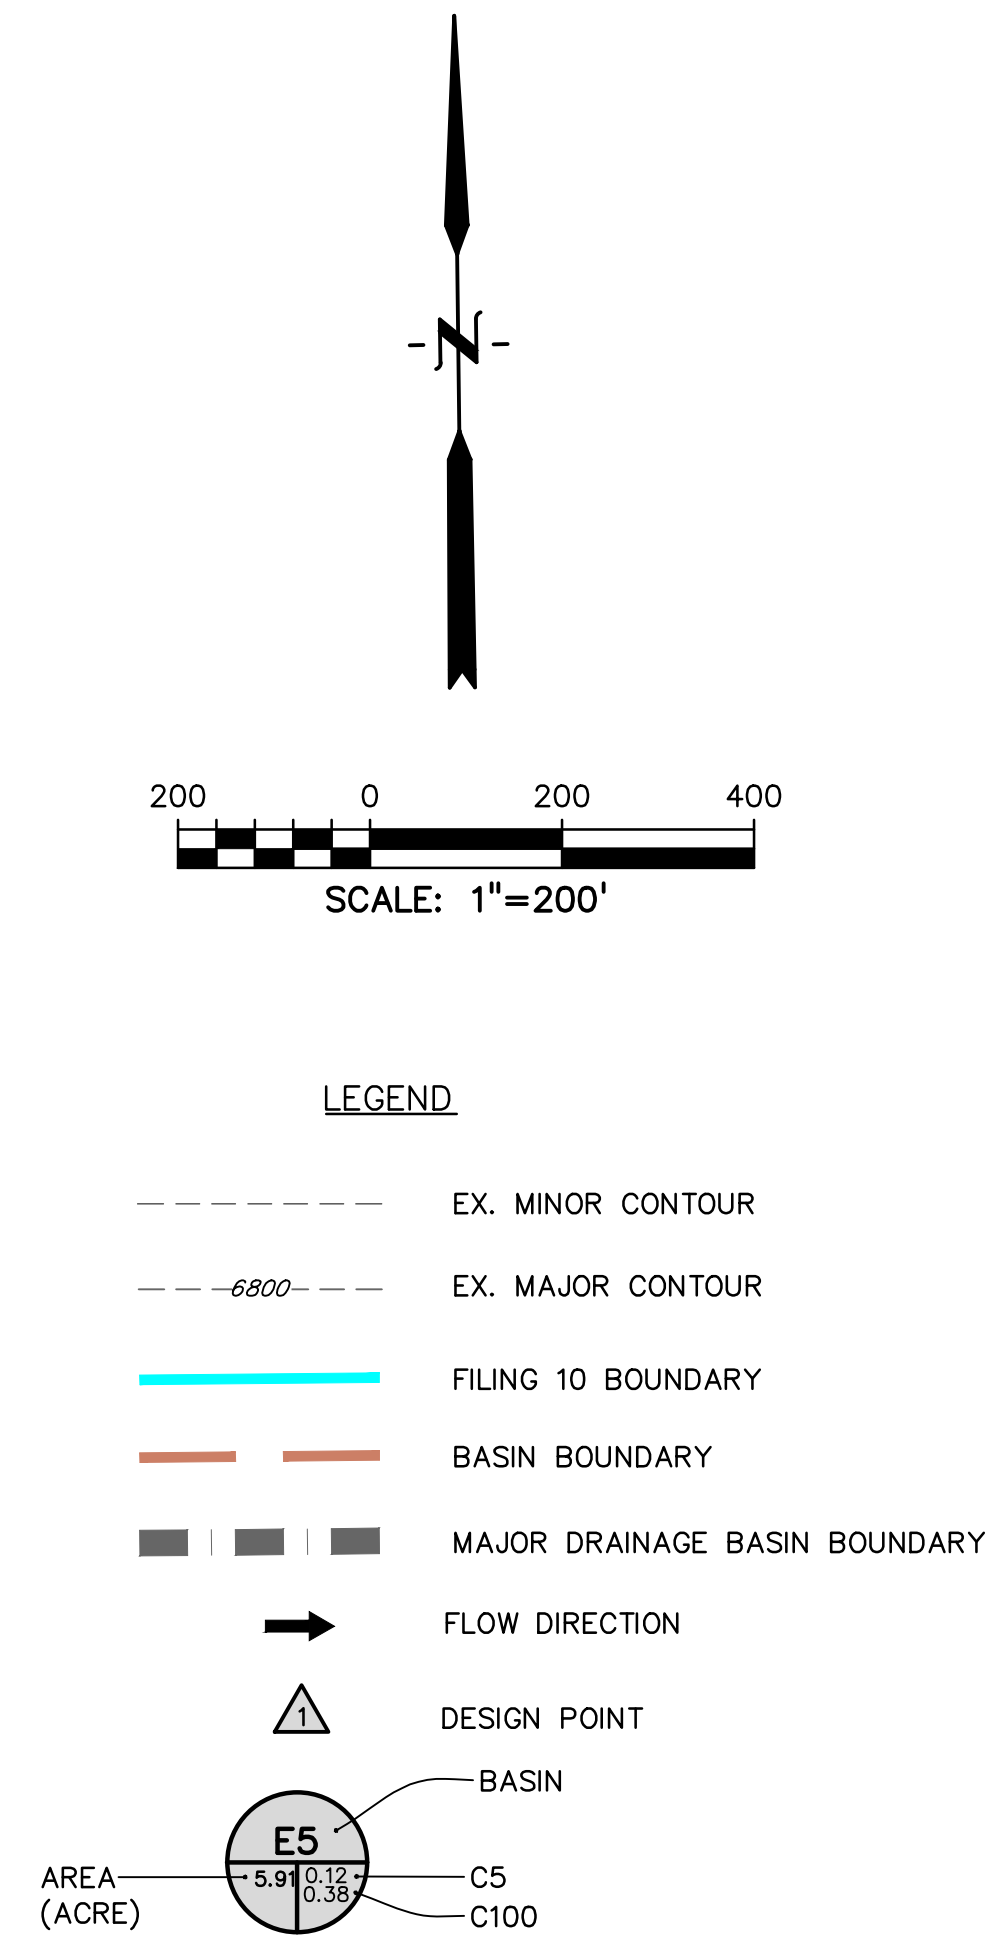 N
200 0 200 400
SCALE: 1"=200'
LEGEND
EX. MINOR CONTOUR
6800 EX. MAJOR CONTOUR
FILING 10 BOUNDARY
BASIN BOUNDARY
MAJOR DRAINAGE BASIN BOUNDARY
FLOW DIRECTION
1 DESIGN POINT
BASIN
E5
AREA 5.91 0.12 C5
(ACRE) 0.38 C100